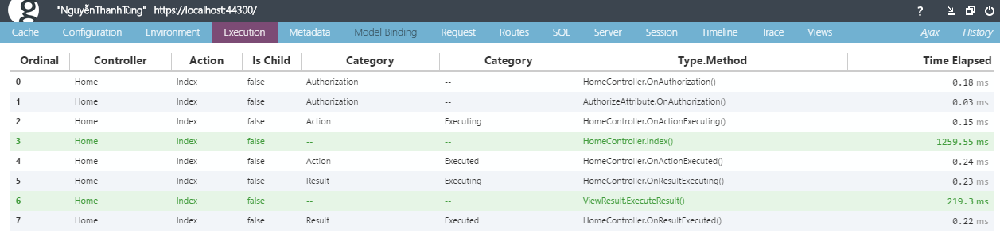 g "NguyễnThanhTùng" https://localhost:44300/ ?
Cache Configuration Environment Execution Metadata Model Binding Request Routes SQL Server Session Timeline Trace Views Ajax History
Ordinal Controller Action Is Child Category Category Type.Method Time Elapsed
0 Home Index false Authorization -- HomeController.OnAuthorization() 0.18 ms
1 Home Index false Authorization -- AuthorizeAttribute.OnAuthorization() 0.03 ms
2 Home Index false Action Executing HomeController.OnActionExecuting() 0.15 ms
3 Home Index false -- -- HomeController.Index() 1259.55 ms
4 Home Index false Action Executed HomeController.OnActionExecuted() 0.24 ms
5 Home Index false Result Executing HomeController.OnResultExecuting() 0.23 ms
6 Home Index false -- -- ViewResult.ExecuteResult() 219.3 ms
7 Home Index false Result Executed HomeController.OnResultExecuted() 0.22 ms